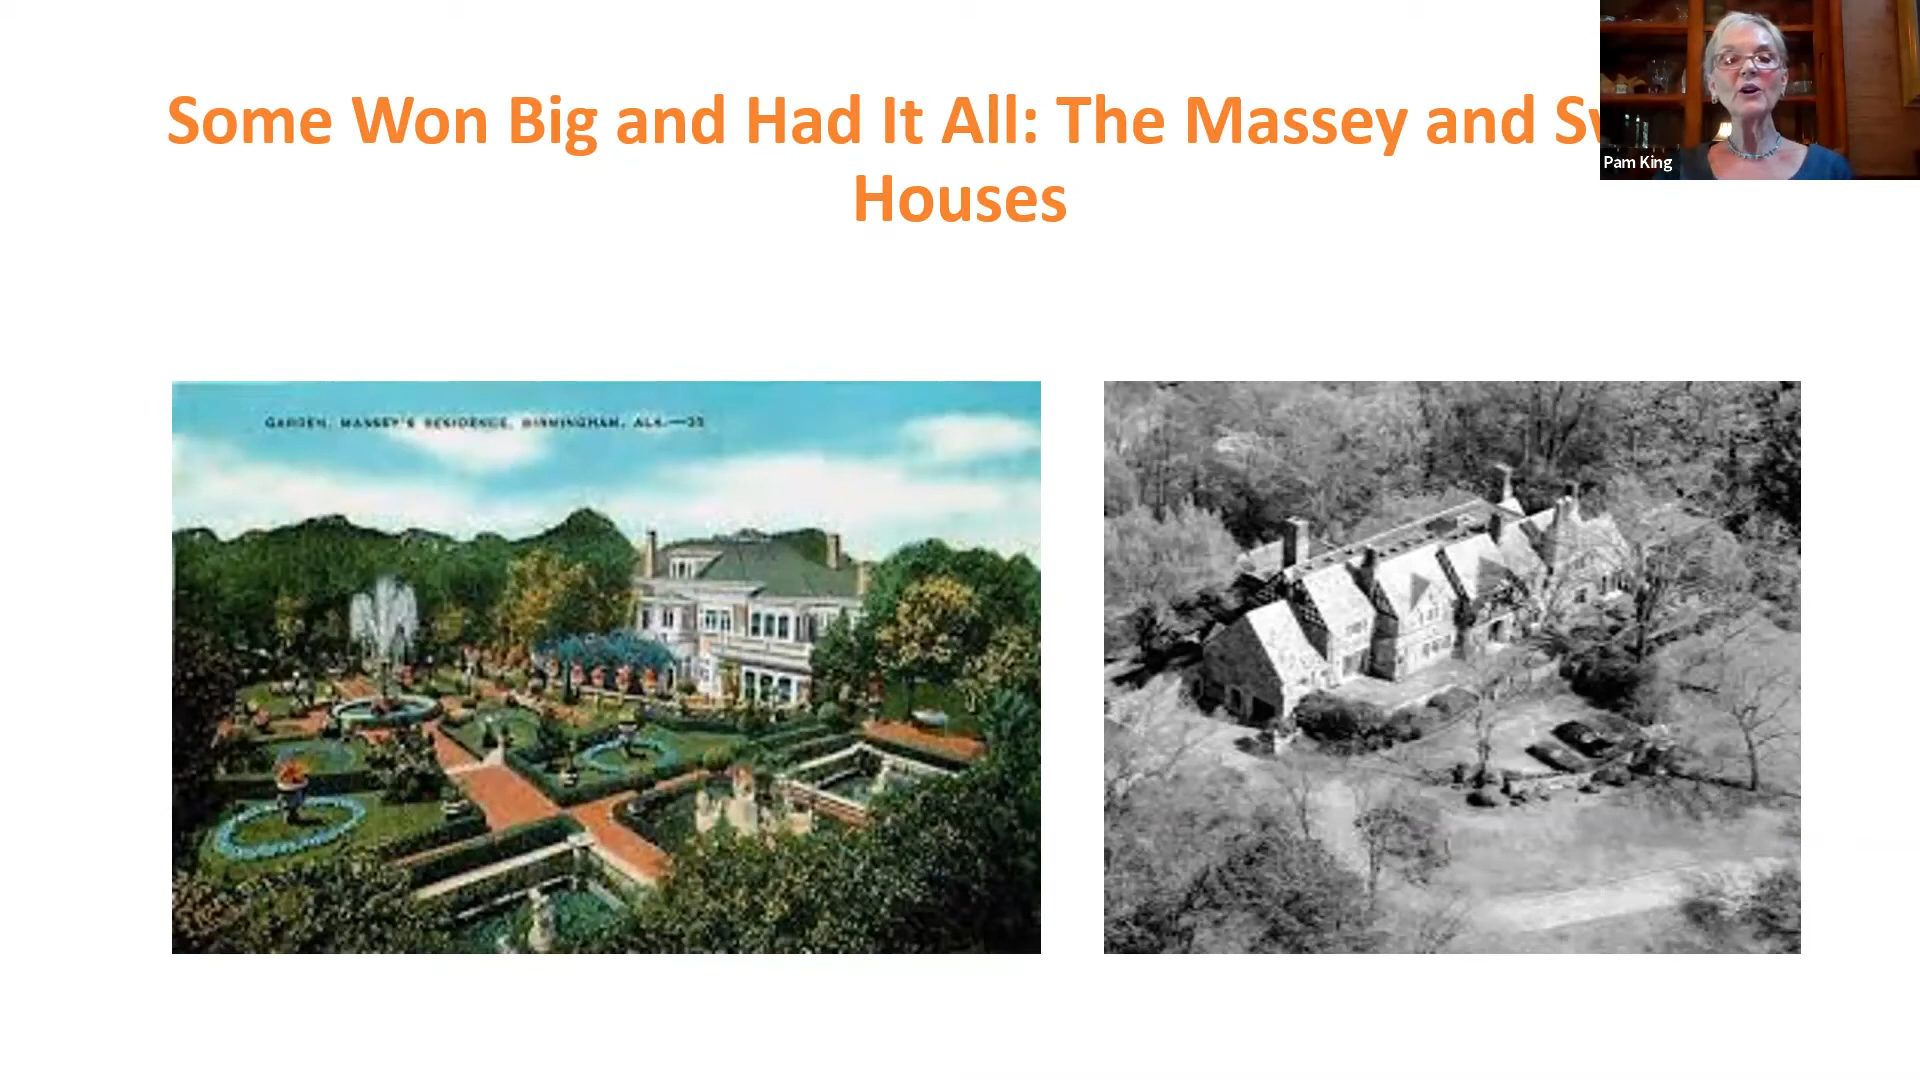 Some Won Big and Had It All: The Massey and
Houses
Pam King
GARDEN, MASSEY'S RESIDENCE, BIRMINGHAM, ALA.